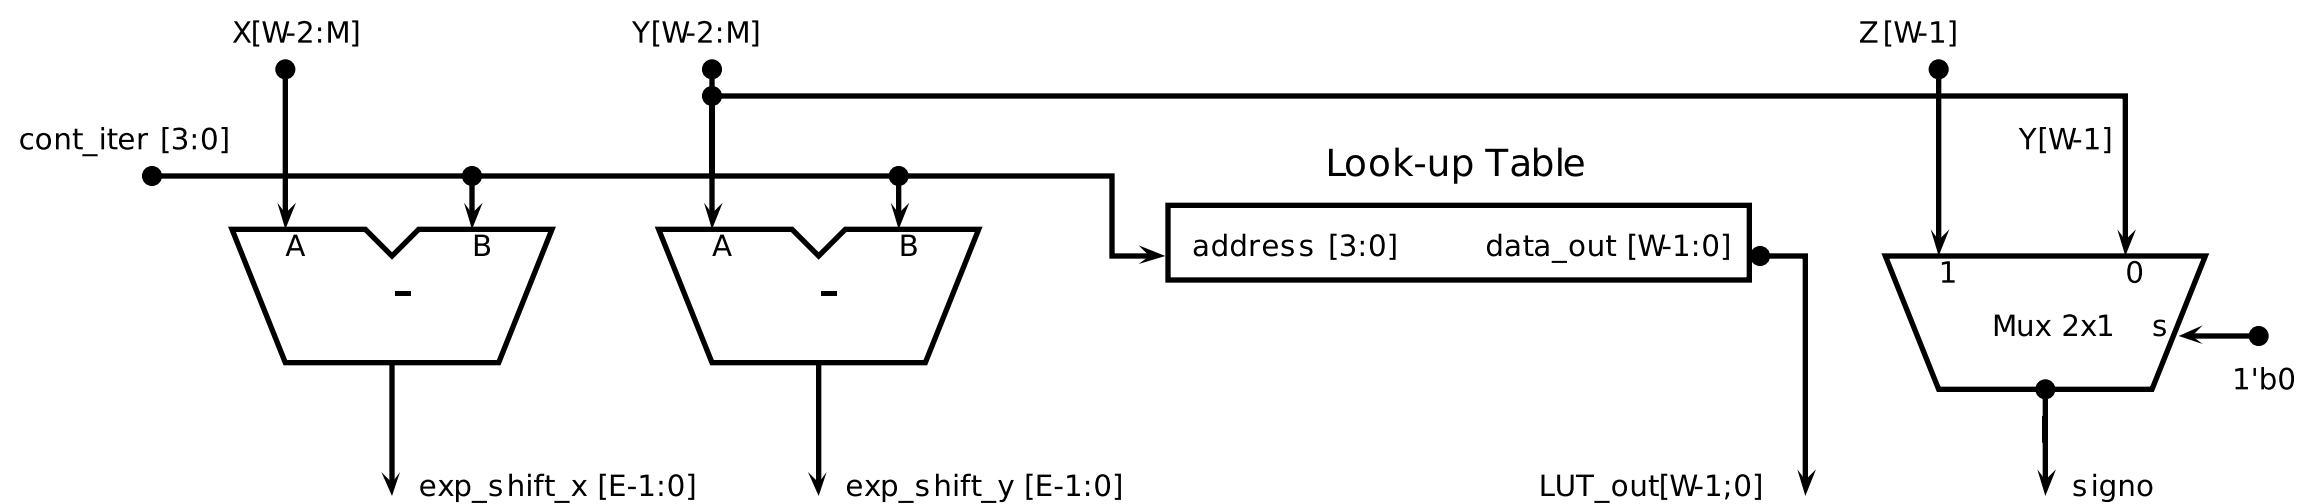 X[W-2:M]
Y[W-2:M]
Z[W-1]
cont_iter [3:0]
Y[W-1]
Look-up Table
A
B
A
B
address [3:0]
data_out [W-1:0]
1
0
-
-
Mux 2x1
s
1'b0
exp_shift_x [E-1:0]
exp_shift_y [E-1:0]
LUT_out[W-1;0]
signo